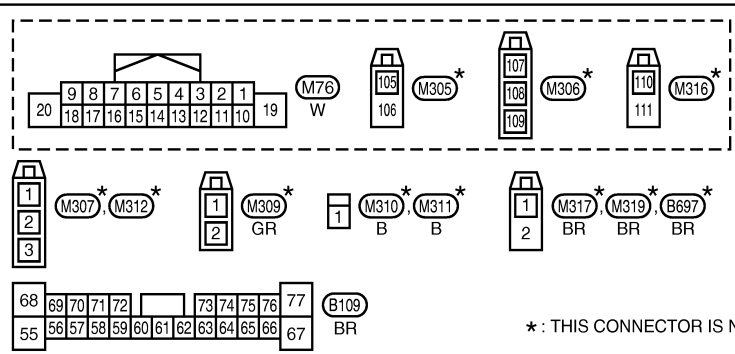 9 8 7 6 5 4 3 2 1
20 18 17 16 15 14 13 12 11 10 19
M76
W
105
106
M305 *
107
108
109
M306 *
110
111
M316 *
1
2
3
M307 *, M312 *
1
2
M309 *
GR
1
M310 *, M311 *
B B
1
2
M317 *, M319 *, B697 *
BR BR BR
68 69 70 71 72 73 74 75 76 77
55 56 57 58 59 60 61 62 63 64 65 66 67
B109
BR
* : THIS CONNECTOR IS N